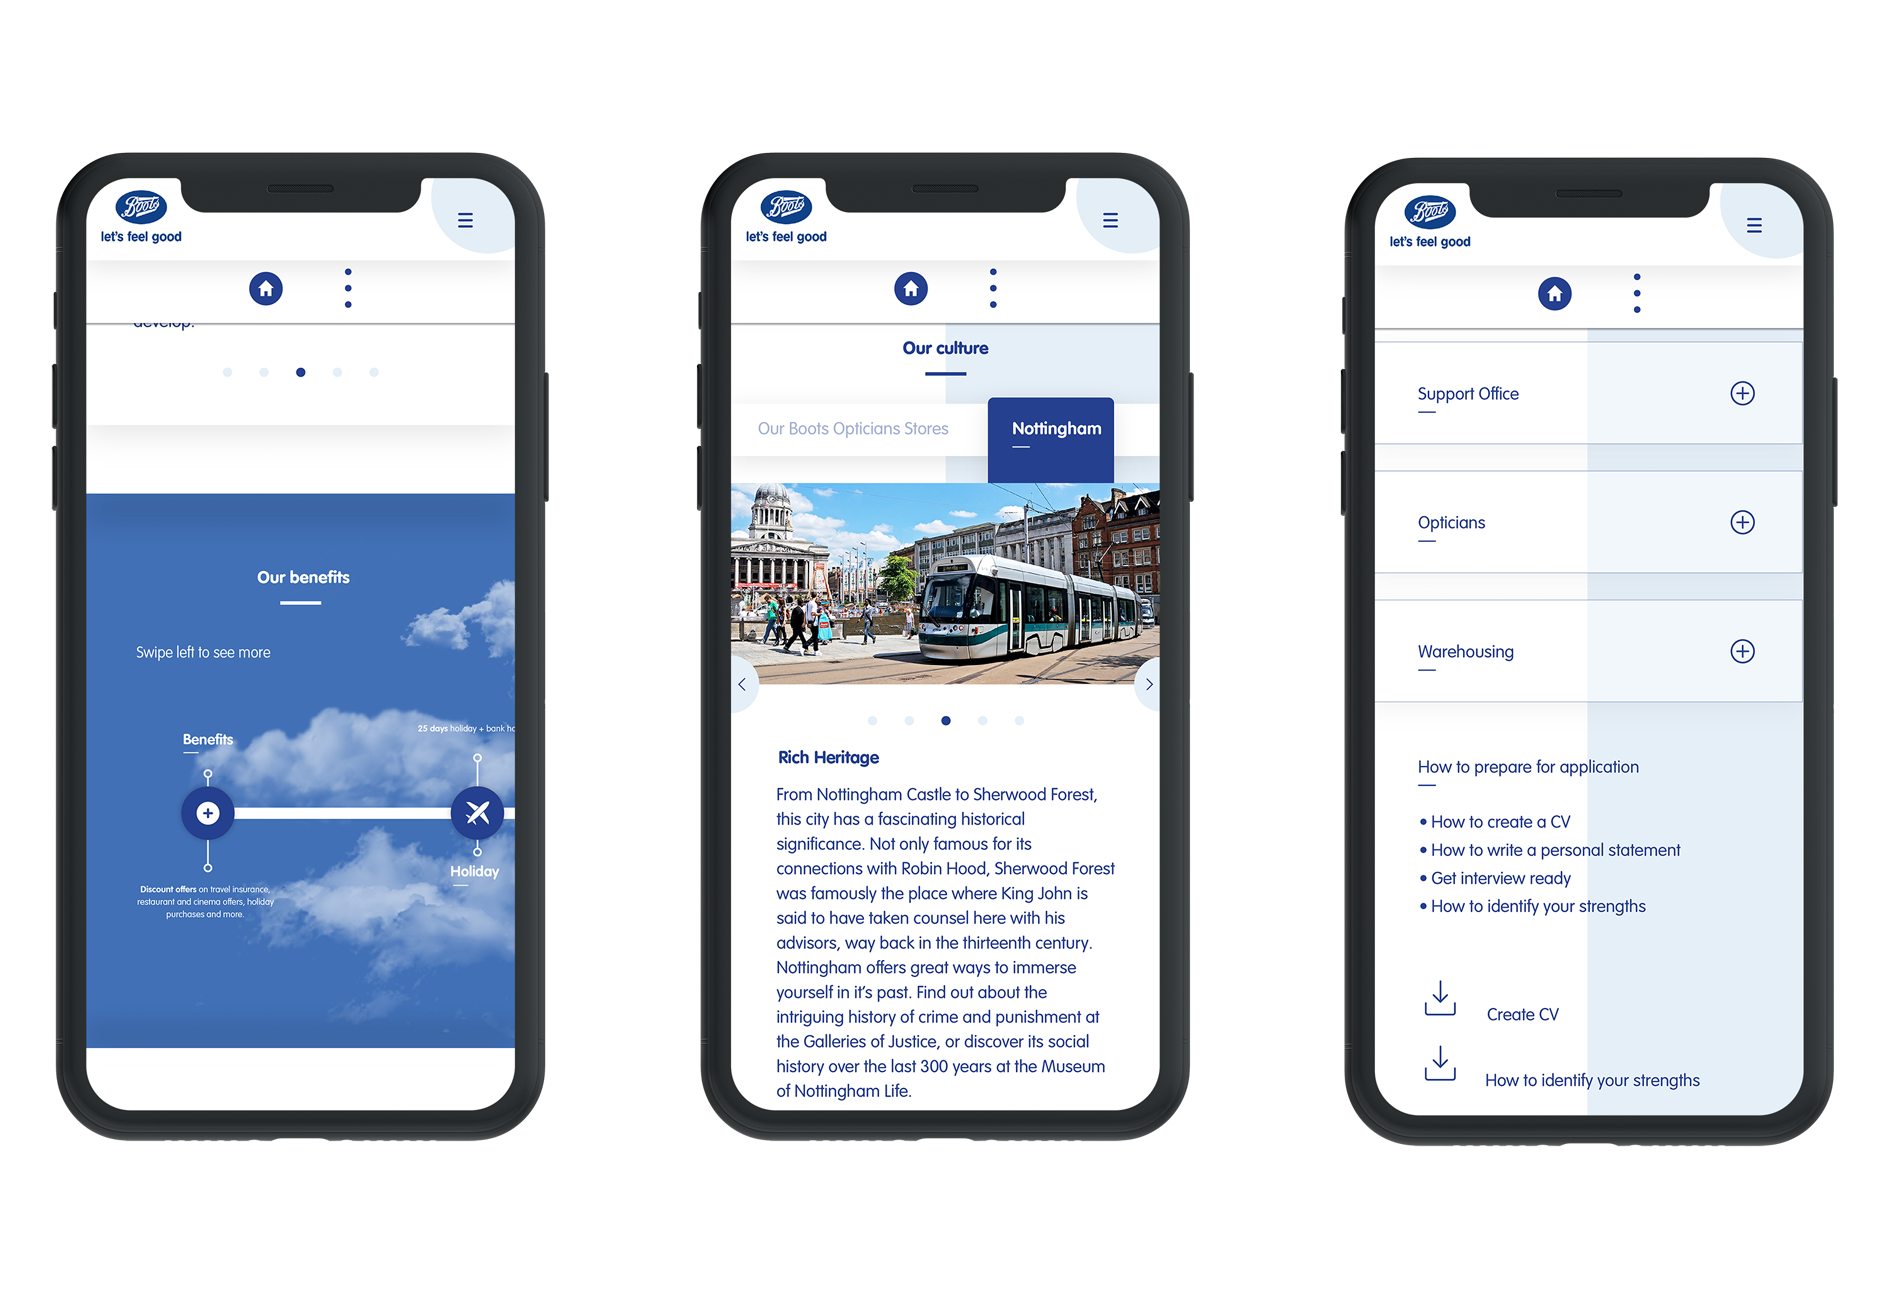 Boots
let's feel good
develop.
Our benefits
Swipe left to see more
Benefits
Discount offers on travel insurance,
restaurant and cinema offers, holiday
purchases and more.
25 days holiday + bank ho
Holiday
Boots
let's feel good
Our culture
Our Boots Opticians Stores
Nottingham
Rich Heritage
From Nottingham Castle to Sherwood Forest,
this city has a fascinating historical
significance. Not only famous for its
connections with Robin Hood, Sherwood Forest
was famously the place where King John is
said to have taken counsel here with his
advisors, way back in the thirteenth century.
Nottingham offers great ways to immerse
yourself in it's past. Find out about the
intriguing history of crime and punishment at
the Galleries of Justice, or discover its social
history over the last 300 years at the Museum
of Nottingham Life.
Boots
let's feel good
Support Office
Opticians
Warehousing
How to prepare for application
• How to create a CV
• How to write a personal statement
• Get interview ready
• How to identify your strengths
Create CV
How to identify your strengths